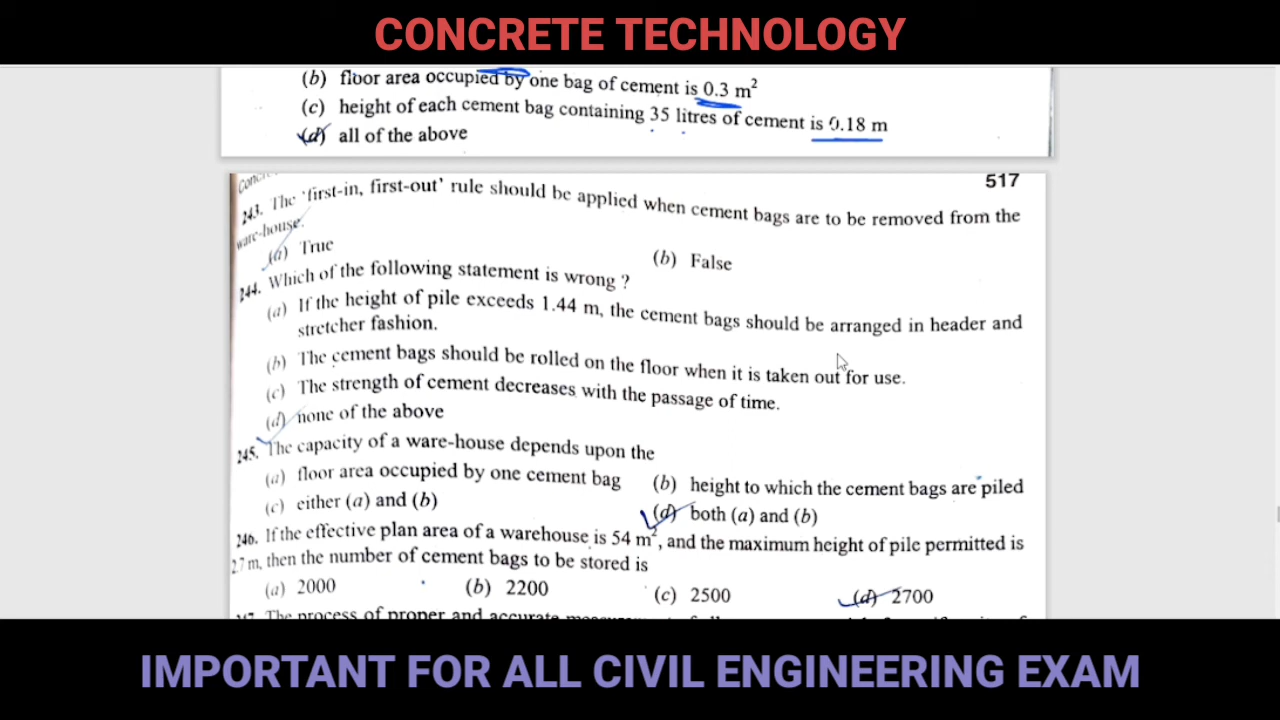 CONCRETE TECHNOLOGY
(b) floor area occupied by one bag of cement is 0.3 m²
(c) height of each cement bag containing 35 litres of cement is 0.18 m
(d) all of the above
517
243. The 'first-in, first-out' rule should be applied when cement bags are to be removed from the
ware-house.
(a) True (b) False
244. Which of the following statement is wrong ?
(a) If the height of pile exceeds 1.44 m, the cement bags should be arranged in header and
stretcher fashion.
(b) The cement bags should be rolled on the floor when it is taken out for use.
(c) The strength of cement decreases with the passage of time.
(d) none of the above
245. The capacity of a ware-house depends upon the
(a) floor area occupied by one cement bag (b) height to which the cement bags are piled
(c) either (a) and (b) (d) both (a) and (b)
246. If the effective plan area of a warehouse is 54 m², and the maximum height of pile permitted is
2.7 m, then the number of cement bags to be stored is
(a) 2000 (b) 2200 (c) 2500 (d) 2700
The process of proper and accurate
IMPORTANT FOR ALL CIVIL ENGINEERING EXAM